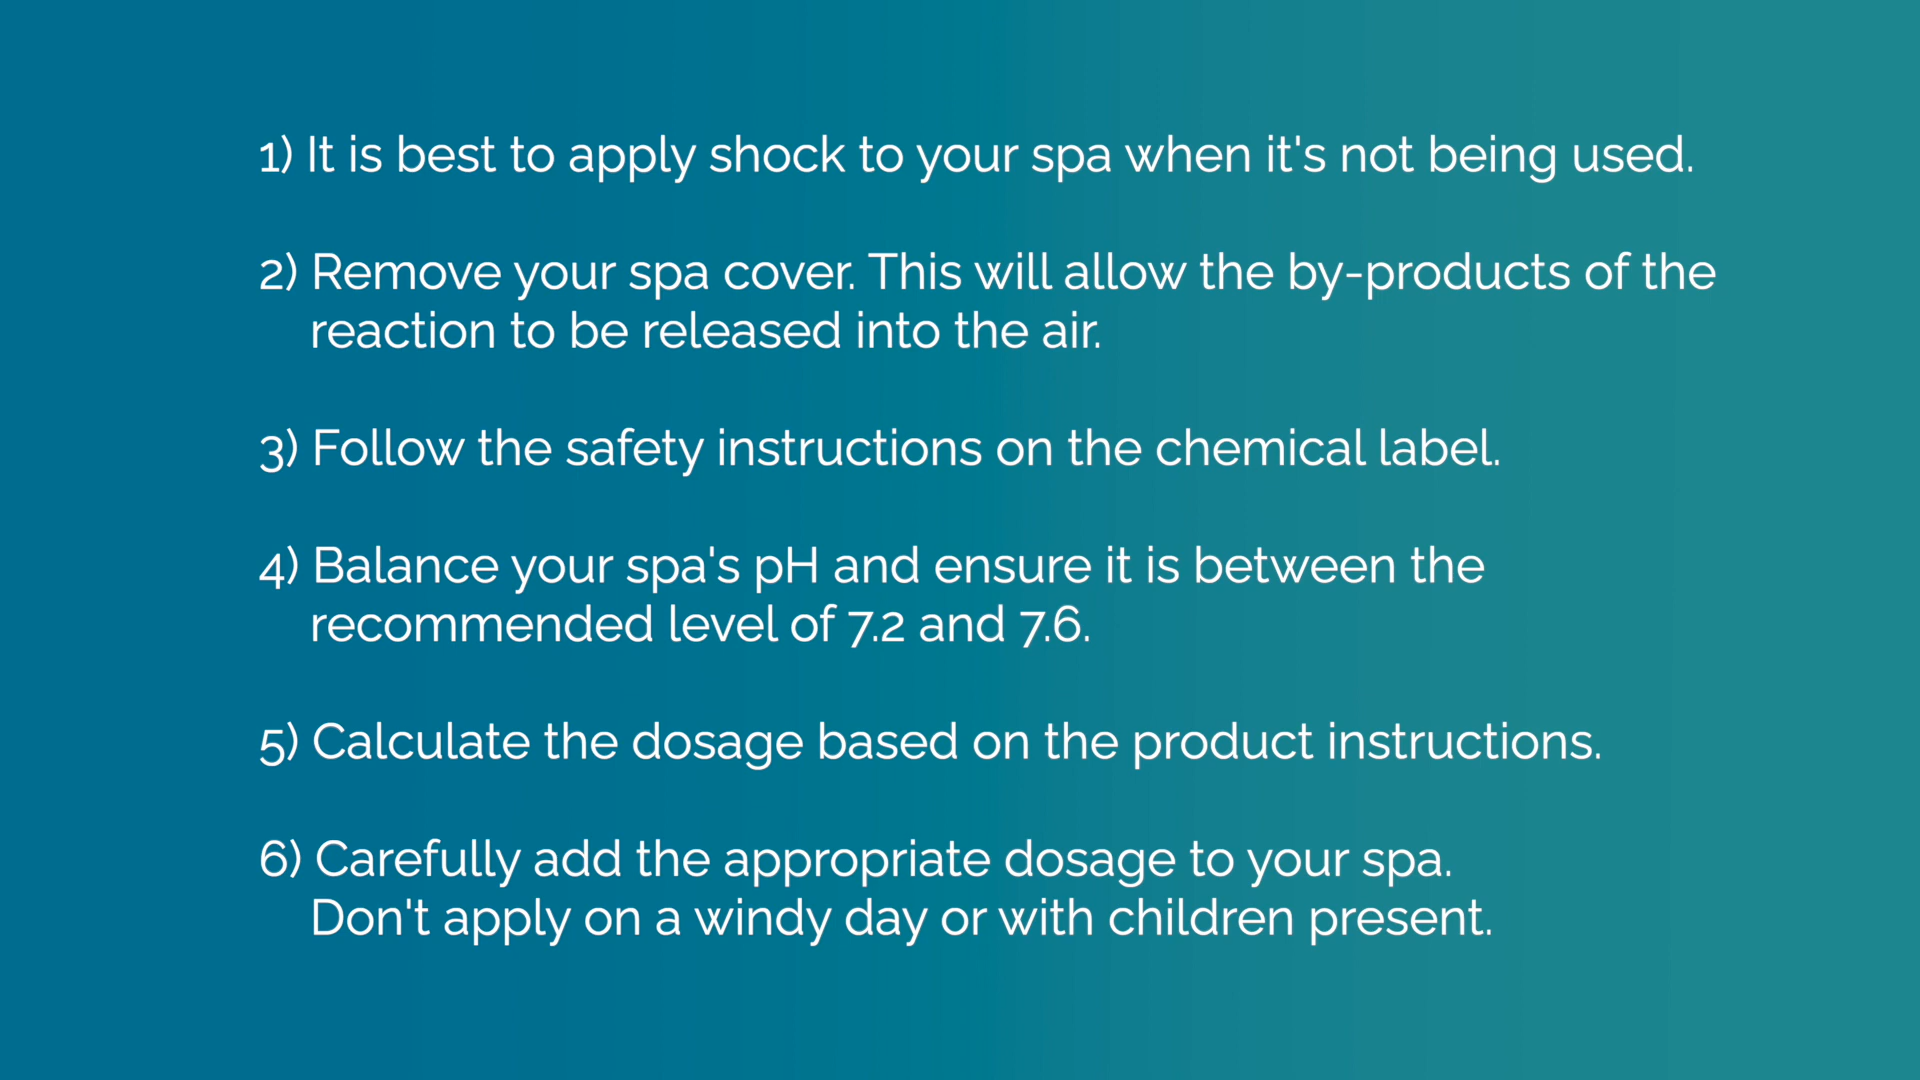 1) It is best to apply shock to your spa when it's not being used.
2) Remove your spa cover. This will allow the by-products of the
reaction to be released into the air.
3) Follow the safety instructions on the chemical label.
4) Balance your spa's pH and ensure it is between the
recommended level of 7.2 and 7.6.
5) Calculate the dosage based on the product instructions.
6) Carefully add the appropriate dosage to your spa.
Don't apply on a windy day or with children present.